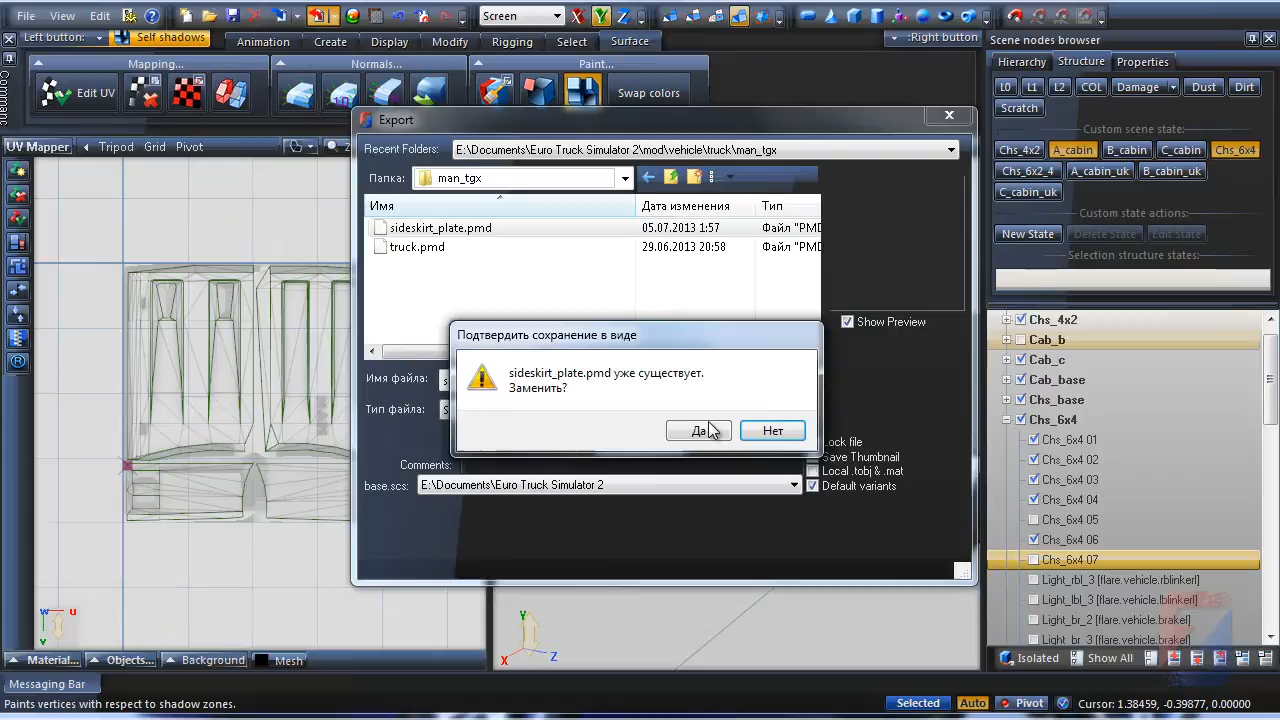 File View Edit Screen X Y Z
Left button: Self shadows Animation Create Display Modify Rigging Select Surface :Right button
Mapping... Normals... Paint...
Edit UV Swap colors
UV Mapper Tripod Grid Pivot
Export
Recent Folders: E:\Documents\Euro Truck Simulator 2\mod\vehicle\truck\man_tgx
Папка: man_tgx
Имя Дата изменения Тип
sideskirt_plate.pmd 05.07.2013 1:57 Файл "PMD
truck.pmd 29.06.2013 20:58 Файл "PMD
Show Preview
Подтвердить сохранение в виде
sideskirt_plate.pmd уже существует.
Заменить?
Да Нет
Имя файла:
Тип файла:
Lock file
Save Thumbnail
Comments: Local .tobj & .mat
base.scs: E:\Documents\Euro Truck Simulator 2 Default variants
Scene nodes browser
Hierarchy Structure Properties
L0 L1 L2 COL Damage Dust Dirt
Scratch
Custom scene state:
Chs_4x2 A_cabin B_cabin C_cabin Chs_6x4
Chs_6x2_4 A_cabin_uk B_cabin_uk
C_cabin_uk
Custom state actions:
New State Delete State Edit State
Selection structure states:
Chs_4x2
Cab_b
Cab_c
Cab_base
Chs_base
Chs_6x4
Chs_6x4 01
Chs_6x4 02
Chs_6x4 03
Chs_6x4 04
Chs_6x4 05
Chs_6x4 06
Chs_6x4 07
Light_rbl_3 [flare.vehicle.rblinkerl]
Light_lbl_3 [flare.vehicle.lblinkerl]
Light_br_2 [flare.vehicle.brakel]
Light_br_3 [flare.vehicle.brakel]
Isolated Show All
w u
v
Y
X Z
Material... Objects... Background Mesh
Messaging Bar
Paints vertices with respect to shadow zones. Selected Auto Pivot Cursor: 1.38459, -0.39877, 0.00000